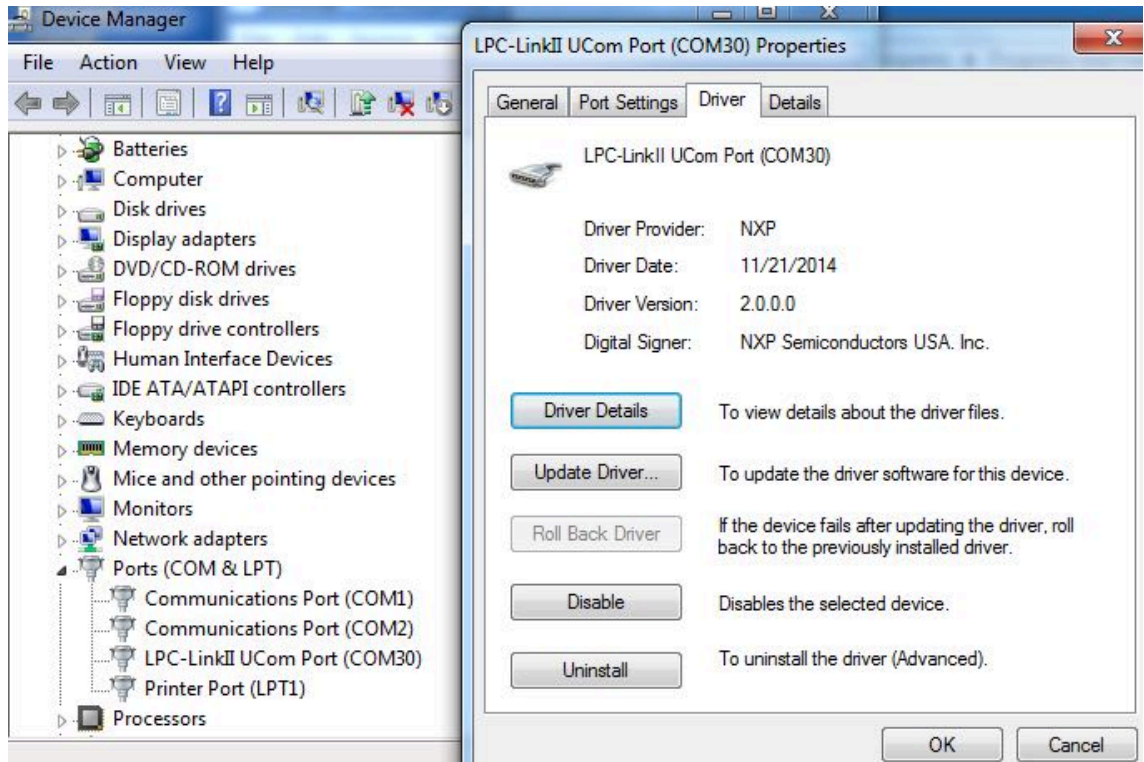 Device Manager
File Action View Help
Batteries
Computer
Disk drives
Display adapters
DVD/CD-ROM drives
Floppy disk drives
Floppy drive controllers
Human Interface Devices
IDE ATA/ATAPI controllers
Keyboards
Memory devices
Mice and other pointing devices
Monitors
Network adapters
Ports (COM & LPT)
Communications Port (COM1)
Communications Port (COM2)
LPC-LinkII UCom Port (COM30)
Printer Port (LPT1)
Processors
LPC-LinkII UCom Port (COM30) Properties
General Port Settings Driver Details
LPC-LinkII UCom Port (COM30)
Driver Provider: NXP
Driver Date: 11/21/2014
Driver Version: 2.0.0.0
Digital Signer: NXP Semiconductors USA. Inc.
Driver Details To view details about the driver files.
Update Driver... To update the driver software for this device.
Roll Back Driver If the device fails after updating the driver, roll
back to the previously installed driver.
Disable Disables the selected device.
Uninstall To uninstall the driver (Advanced).
OK Cancel